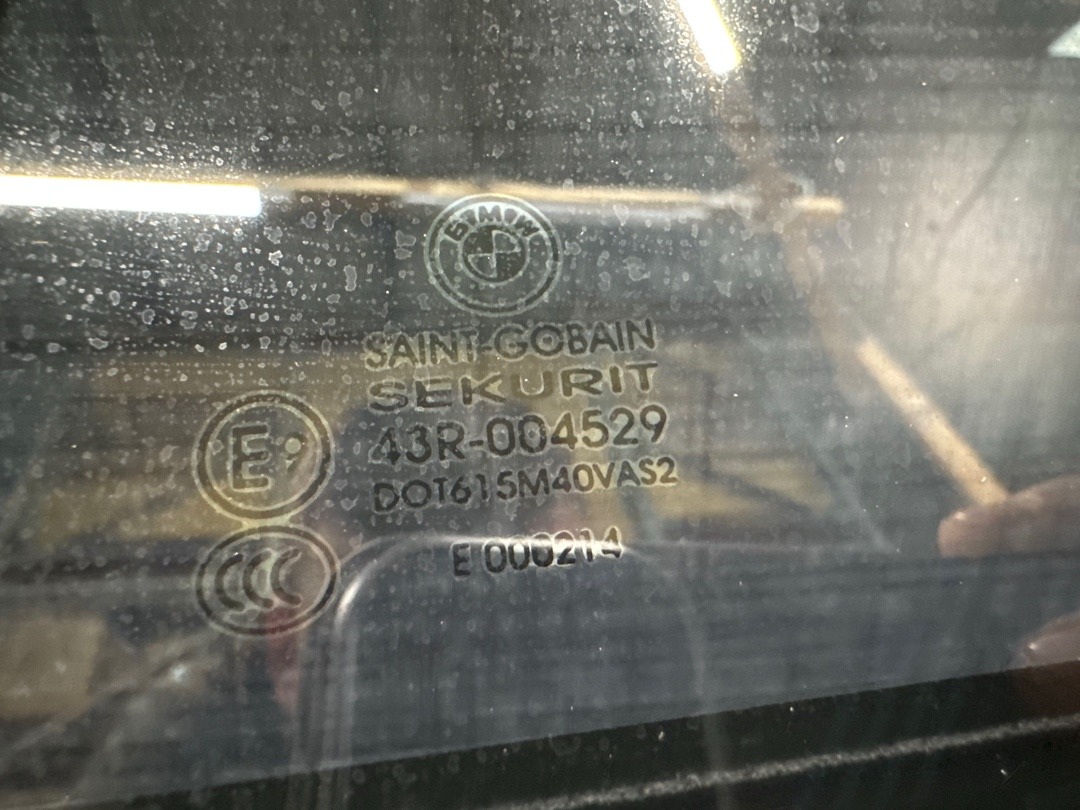 BMW
SAINT-GOBAIN
SEKURIT
43R-004529
DOT615M40VAS2
E9
E 000214
CCC